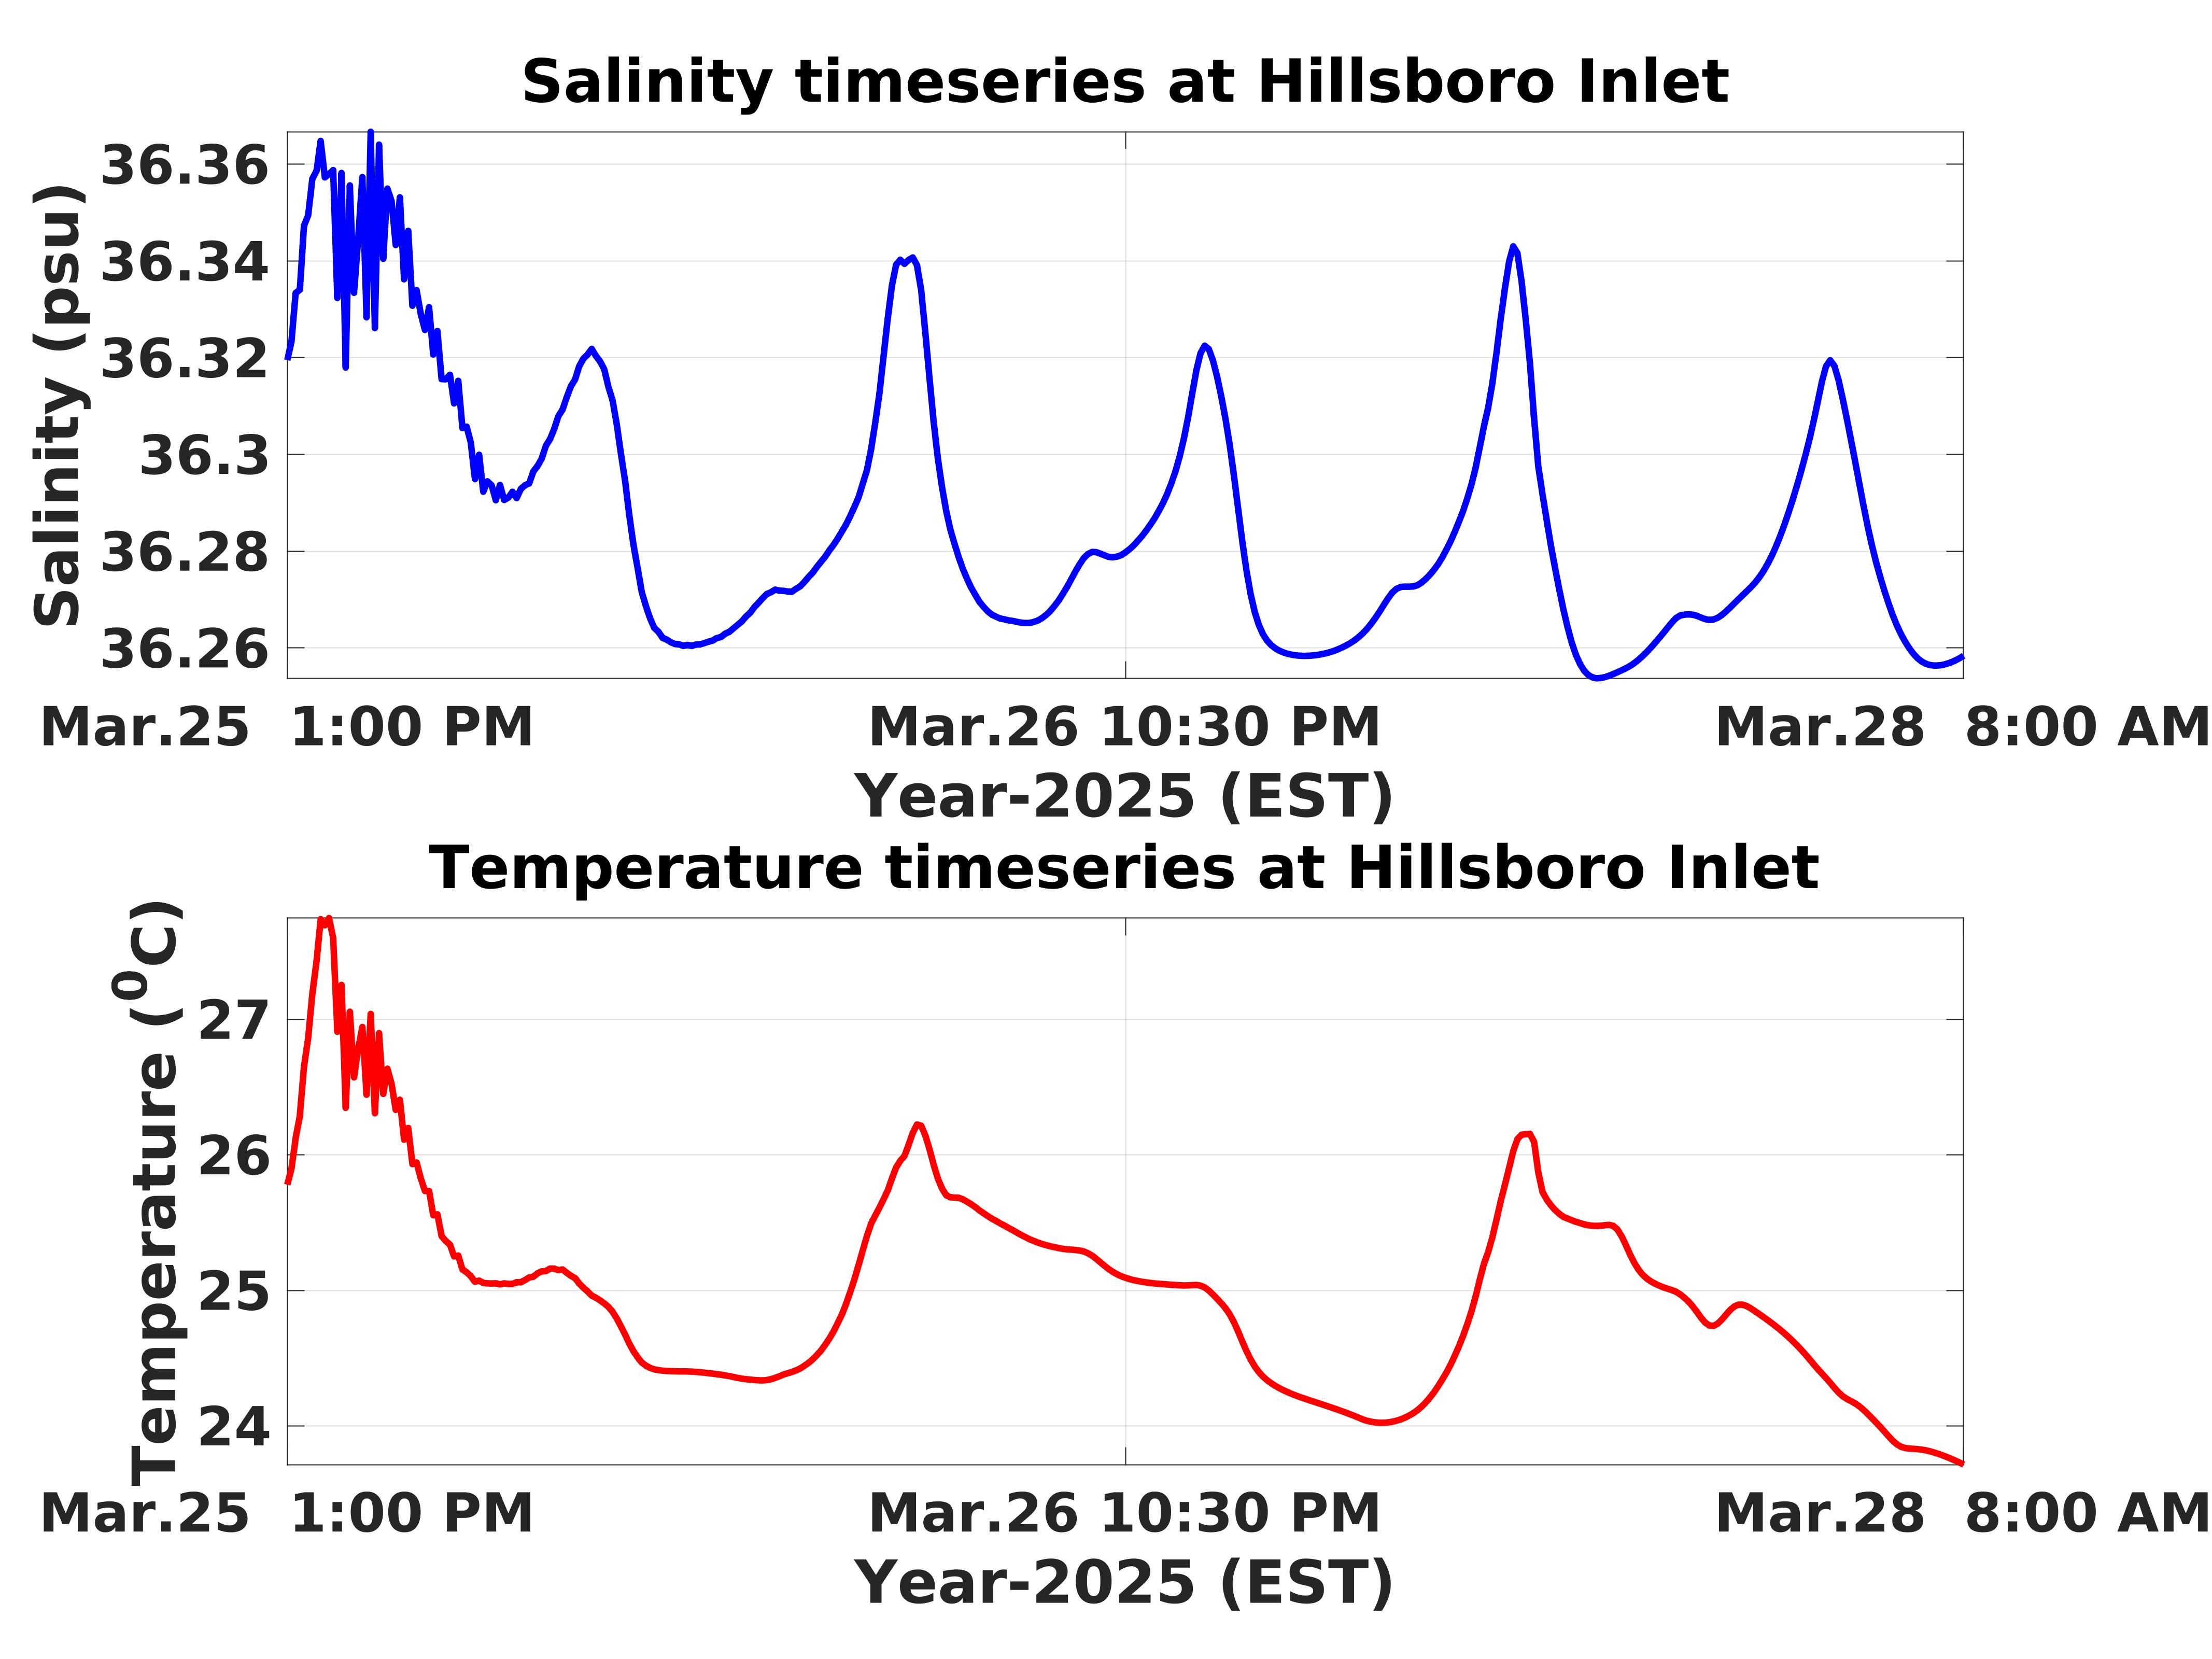 Salinity timeseries at Hillsboro Inlet
Salinity (psu)
36.36
36.34
36.32
36.3
36.28
36.26
Mar.25 1:00 PM
Mar.26 10:30 PM
Mar.28 8:00 AM
Year-2025 (EST)
Temperature timeseries at Hillsboro Inlet
Temperature (⁰C)
27
26
25
24
Mar.25 1:00 PM
Mar.26 10:30 PM
Mar.28 8:00 AM
Year-2025 (EST)